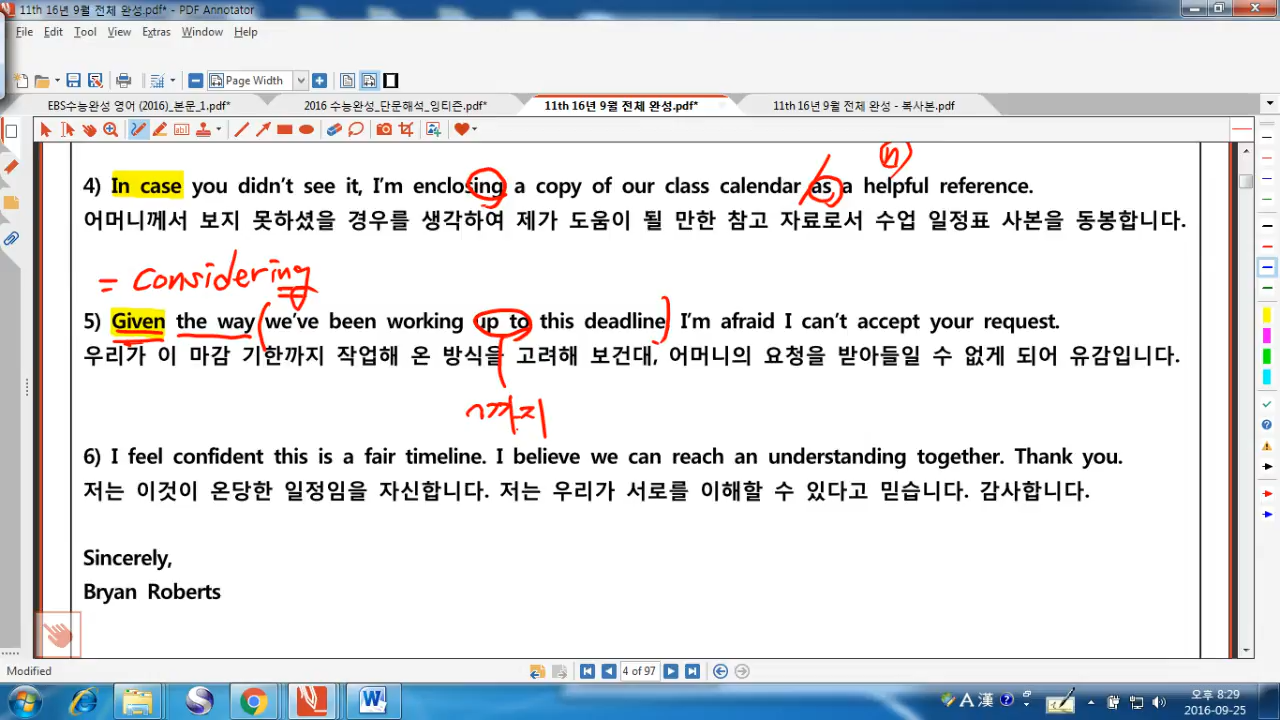 11th 16년 9월 전체 완성.pdf* - PDF Annotator
File Edit Tool View Extras Window Help
Page Width
EBS수능완성 영어 (2016)_본문_1.pdf* 2016 수능완성_단문해석_잉티즌.pdf* 11th 16년 9월 전체 완성.pdf* 11th 16년 9월 전체 완성 - 복사본.pdf
n
4) In case you didn't see it, I'm enclosing a copy of our class calendar as a helpful reference.
어머니께서 보지 못하셨을 경우를 생각하여 제가 도움이 될 만한 참고 자료로서 수업 일정표 사본을 동봉합니다.
= Considering
5) Given the way we've been working up to this deadline, I'm afraid I can't accept your request.
우리가 이 마감 기한까지 작업해 온 방식을 고려해 보건대, 어머니의 요청을 받아들일 수 없게 되어 유감입니다.
~까지
6) I feel confident this is a fair timeline. I believe we can reach an understanding together. Thank you.
저는 이것이 온당한 일정임을 자신합니다. 저는 우리가 서로를 이해할 수 있다고 믿습니다. 감사합니다.
Sincerely,
Bryan Roberts
Modified
4 of 97
A 漢
오후 8:29
2016-09-25